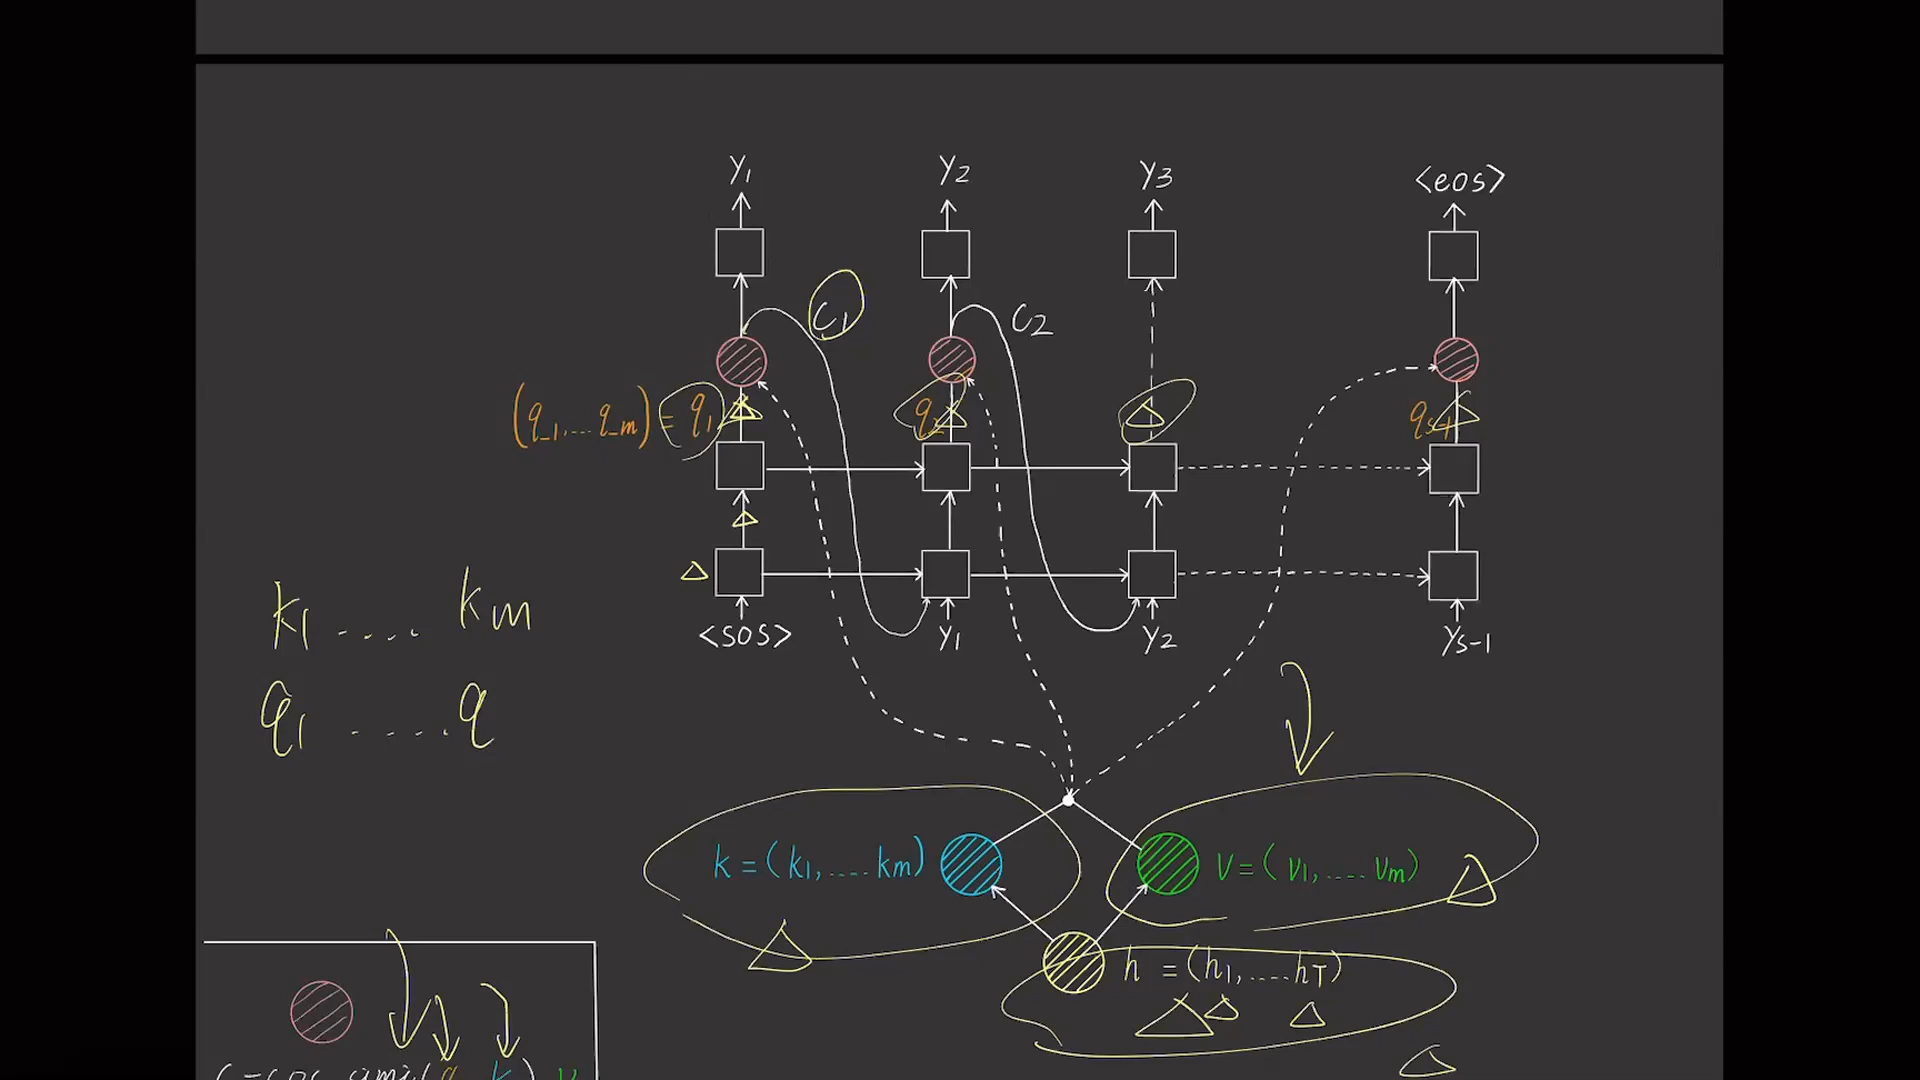 y1 y2 y3 <eos>
C1 C2
(q_1,...q_m) = q1 q2 qs-1
<sos> y1 y2 ys-1
k1 .... km
q1 ..... q
k = (k1, .... km) V = (v1, .... vm)
h = (h1, .... hT)